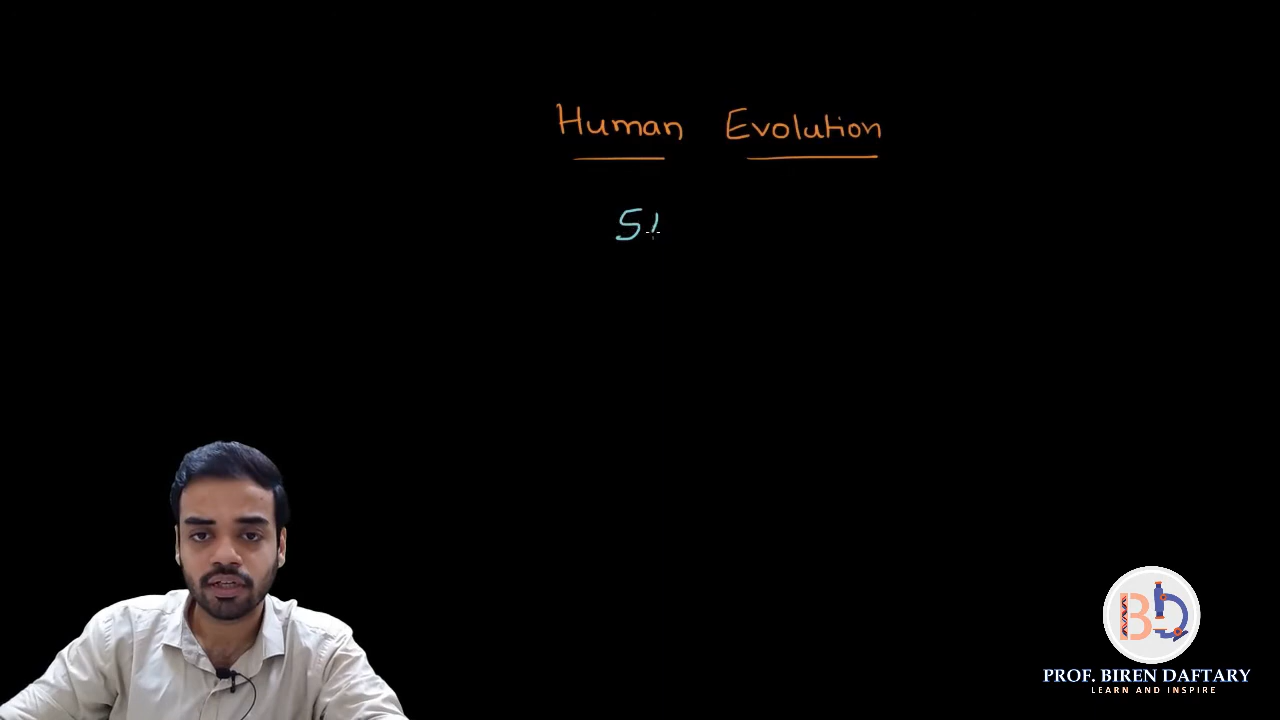 Human Evolution
PROF. BIREN DAFTARY
LEARN AND INSPIRE